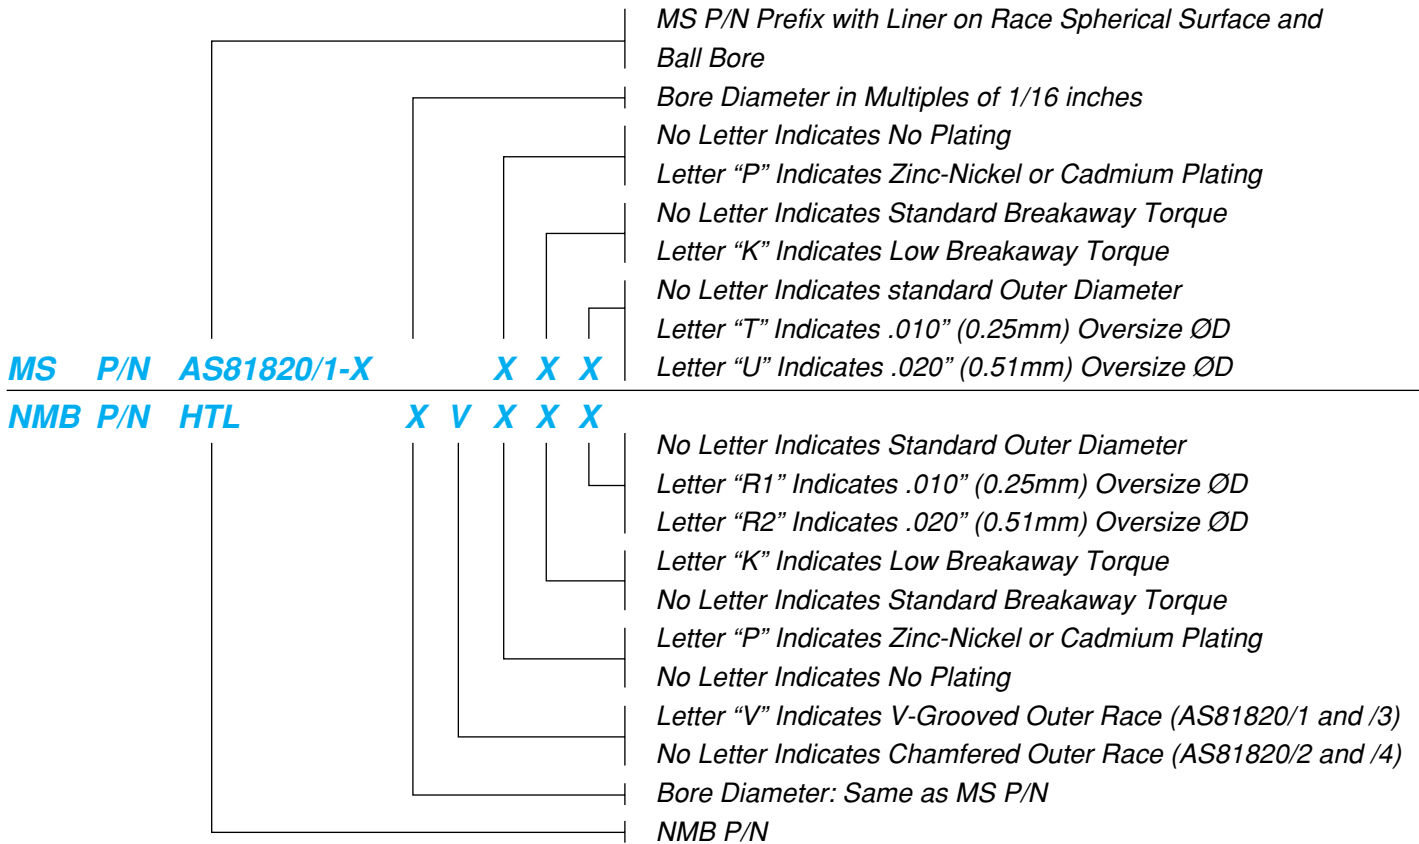 MS P/N Prefix with Liner on Race Spherical Surface and
Ball Bore
Bore Diameter in Multiples of 1/16 inches
No Letter Indicates No Plating
Letter “P” Indicates Zinc-Nickel or Cadmium Plating
No Letter Indicates Standard Breakaway Torque
Letter “K” Indicates Low Breakaway Torque
No Letter Indicates standard Outer Diameter
Letter “T” Indicates .010” (0.25mm) Oversize ØD
Letter “U” Indicates .020” (0.51mm) Oversize ØD
MS P/N AS81820/1-X X X X
NMB P/N HTL X V X X X
No Letter Indicates Standard Outer Diameter
Letter “R1” Indicates .010” (0.25mm) Oversize ØD
Letter “R2” Indicates .020” (0.51mm) Oversize ØD
Letter “K” Indicates Low Breakaway Torque
No Letter Indicates Standard Breakaway Torque
Letter “P” Indicates Zinc-Nickel or Cadmium Plating
No Letter Indicates No Plating
Letter “V” Indicates V-Grooved Outer Race (AS81820/1 and /3)
No Letter Indicates Chamfered Outer Race (AS81820/2 and /4)
Bore Diameter: Same as MS P/N
NMB P/N